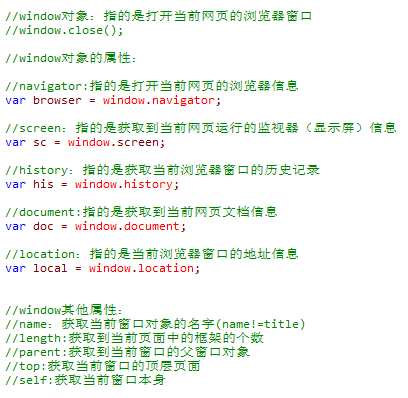 //window对象：指的是打开当前网页的浏览器窗口
//window.close();
//window对象的属性：
//navigator:指的是打开当前网页的浏览器信息
var browser = window.navigator;
//screen：指的是获取到当前网页运行的监视器（显示屏）信息
var sc = window.screen;
//history：指的是获取当前浏览器窗口的历史记录
var his = window.history;
//document:指的是获取到当前网页文档信息
var doc = window.document;
//location：指的是当前浏览器窗口的地址信息
var local = window.location;
//window其他属性：
//name：获取当前窗口对象的名字(name!=title)
//length:获取到当前页面中的框架的个数
//parent:获取到当前窗口的父窗口对象
//top:获取当前窗口的顶层页面
//self:获取当前窗口本身